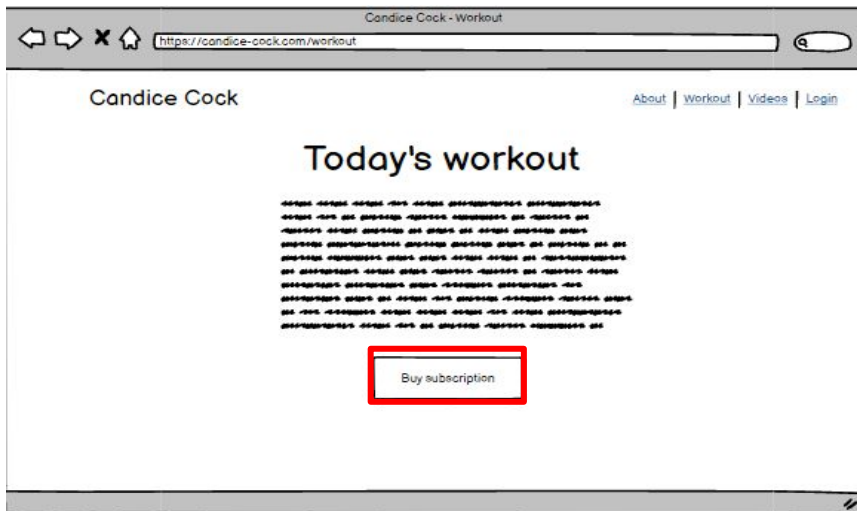 Candice Cock - Workout
https://candice-cock.com/workout
Candice Cock
About | Workout | Videos | Login
Today's workout
Buy subscription